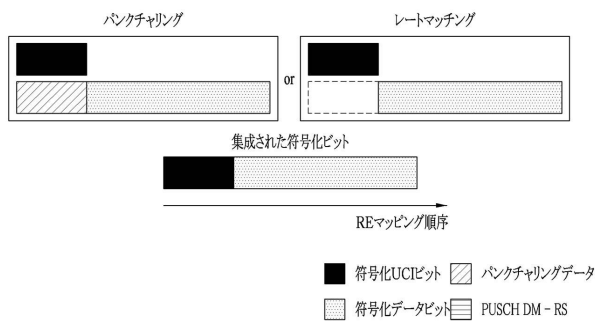 パンクチャリング
レートマッチング
or
集成された符号化ビット
REマッピング順序
符号化UCIビット
パンクチャリングデータ
符号化データビット
PUSCH DM－RS